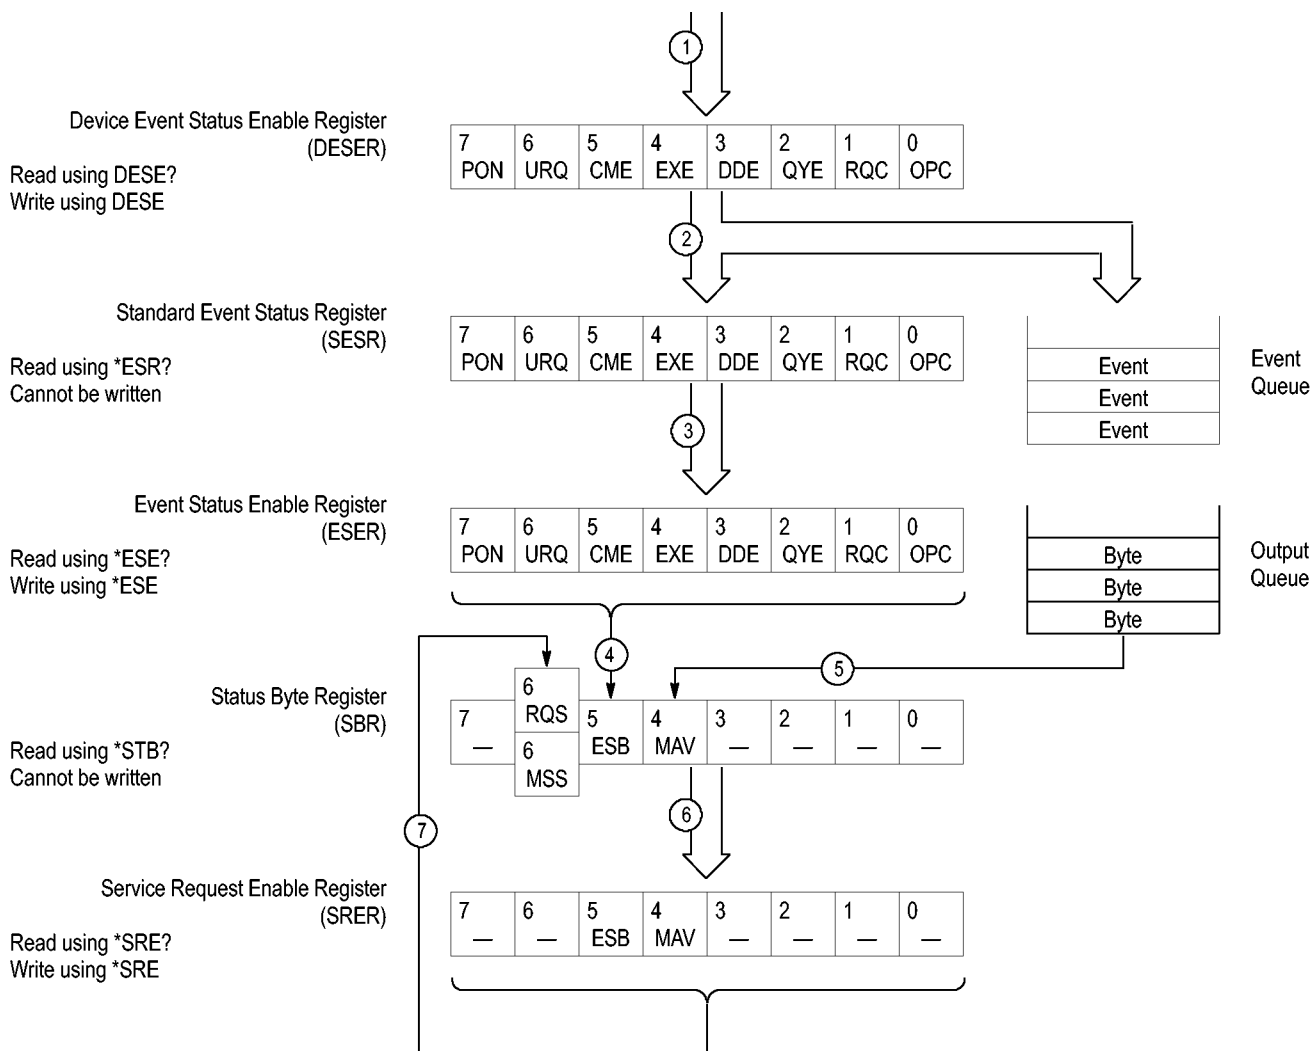 1
Device Event Status Enable Register
(DESER)
Read using DESE?
Write using DESE
7 6 5 4 3 2 1 0
PON URQ CME EXE DDE QYE RQC OPC
2
Standard Event Status Register
(SESR)
Read using *ESR?
Cannot be written
7 6 5 4 3 2 1 0
PON URQ CME EXE DDE QYE RQC OPC
Event
Event
Event
Event
Queue
3
Event Status Enable Register
(ESER)
Read using *ESE?
Write using *ESE
7 6 5 4 3 2 1 0
PON URQ CME EXE DDE QYE RQC OPC
Byte
Byte
Byte
Output
Queue
4
5
Status Byte Register
(SBR)
Read using *STB?
Cannot be written
6
RQS
7 5 4 3 2 1 0
— ESB MAV — — — —
6
MSS
6
7
Service Request Enable Register
(SRER)
Read using *SRE?
Write using *SRE
7 6 5 4 3 2 1 0
— — ESB MAV — — — —